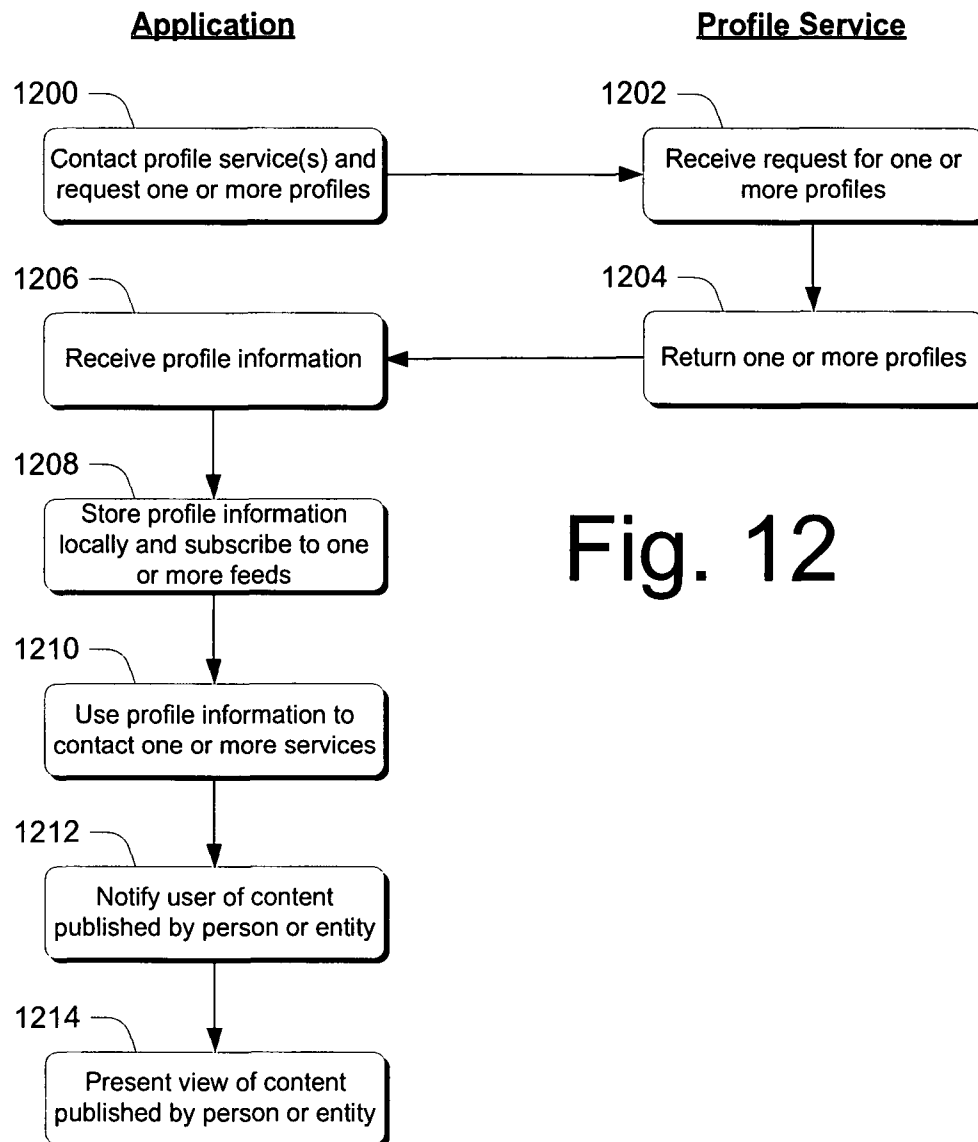 Application
Profile Service
1200
1202
Contact profile service(s) and
request one or more profiles
Receive request for one or
more profiles
1206
1204
Receive profile information
Return one or more profiles
1208
Store profile information
locally and subscribe to one
or more feeds
Fig. 12
1210
Use profile information to
contact one or more services
1212
Notify user of content
published by person or entity
1214
Present view of content
published by person or entity